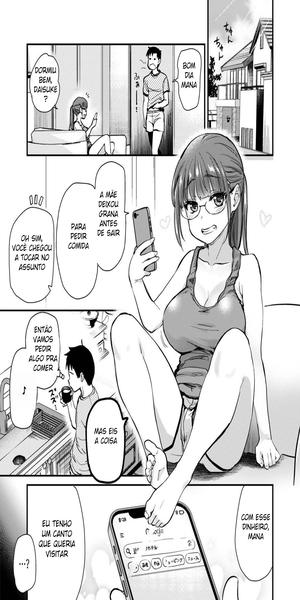 BOM
DIA
MANA
DORMIU
BEM,
DAISUKE
?
A MÃE
DEIXOU GRANA
ANTES
DE SAIR
PARA
PEDIR
COMIDA
OH SIM,
VOCÊ CHEGOU
A TOCAR NO
ASSUNTO
ENTÃO
VAMOS
PEDIR
ALGO PRA
COMER
♪
MAS EIS
A COISA
COM ESSE
DINHEIRO,
MANA
EU TENHO
UM CANTO
QUE QUERIA
VISITAR
...?